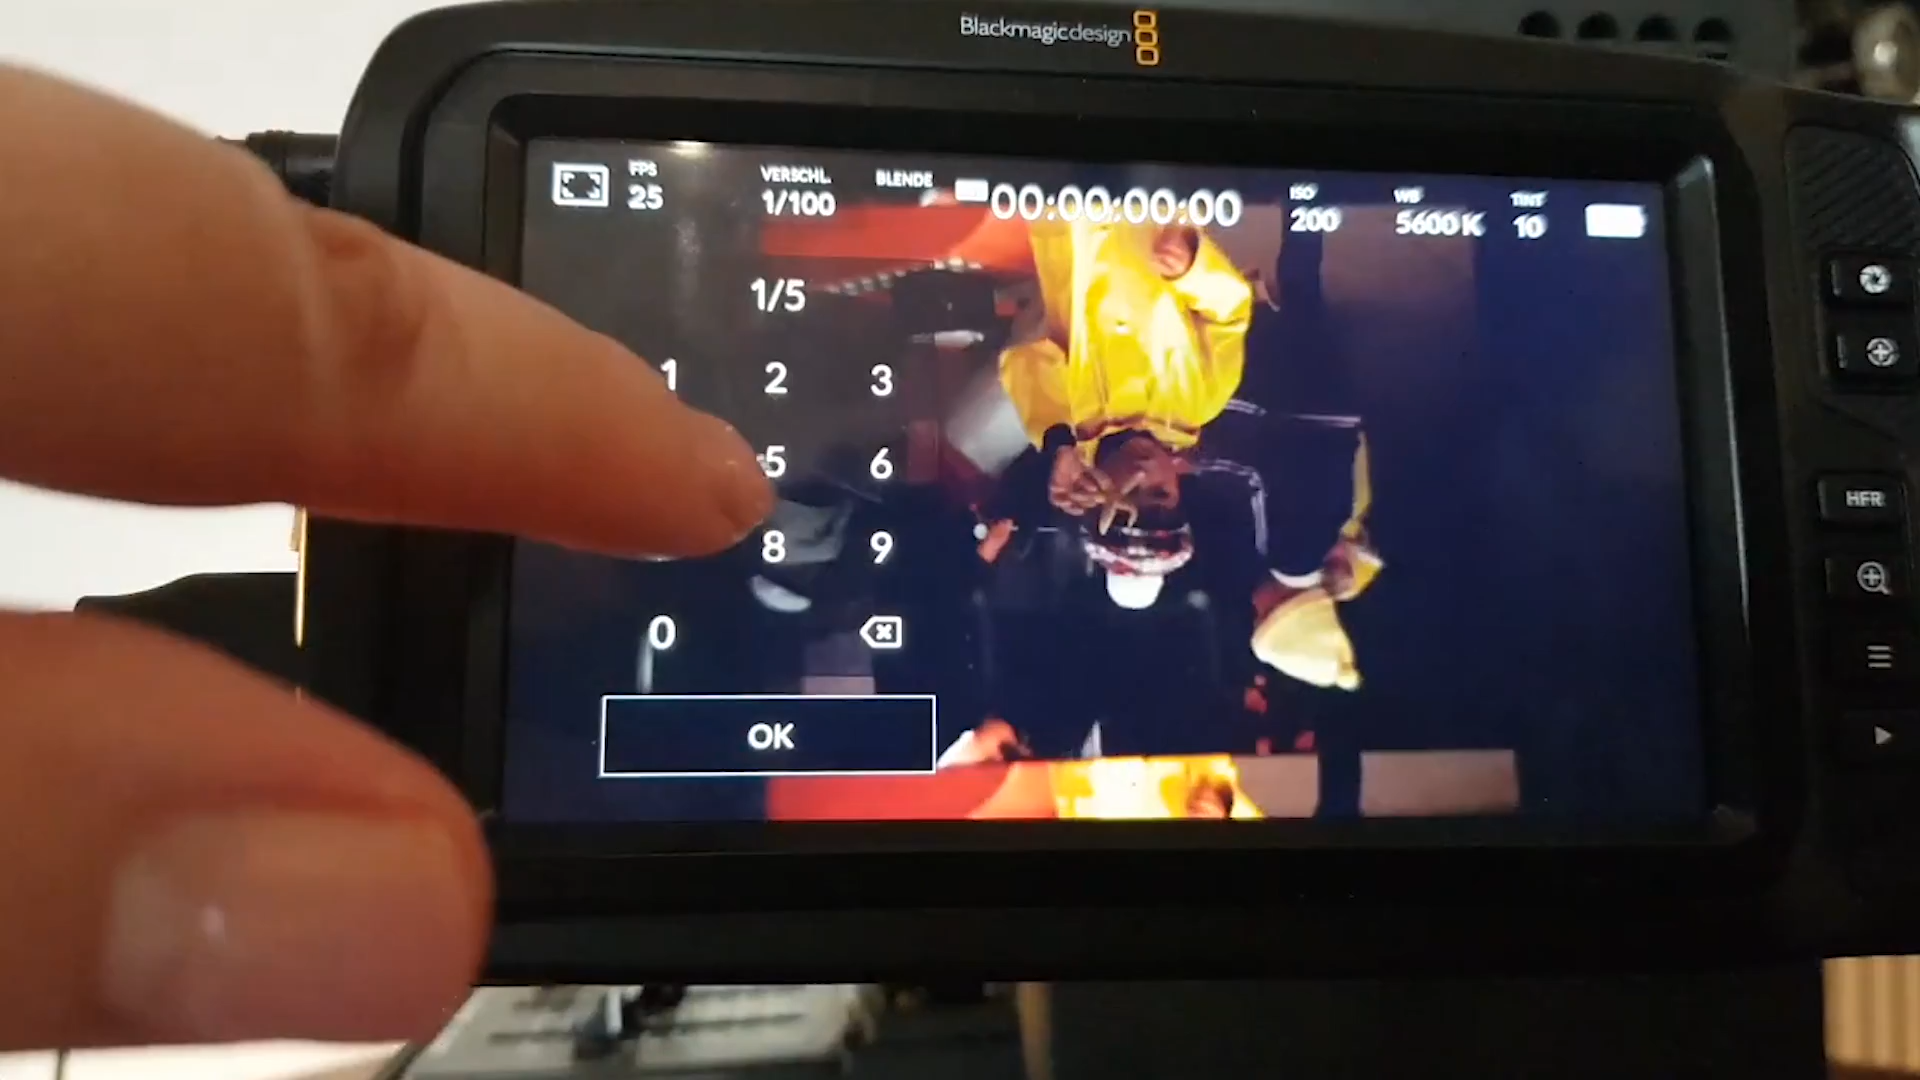 Blackmagicdesign
FPS
25
VERSCHL.
1/100
BLENDE
00:00:00:00
ISO
200
WB
5600 K
TINT
10
1/5
1 2 3
5 6
8 9
0
OK
HFR